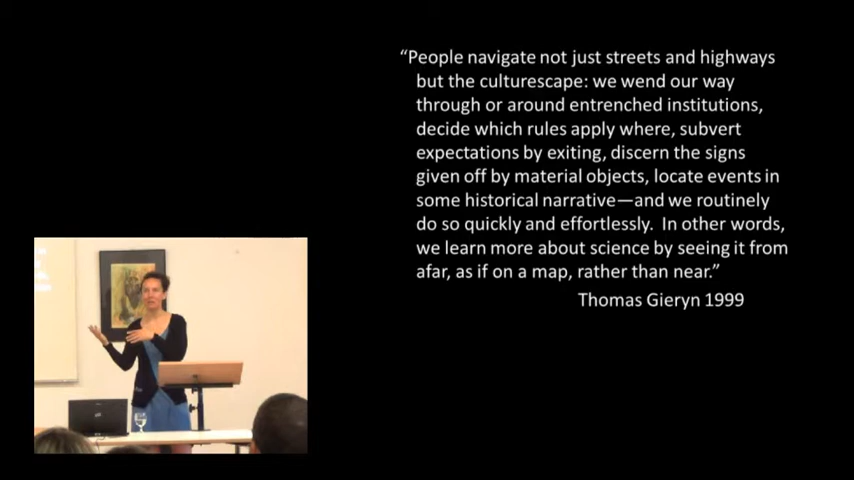 “People navigate not just streets and highways
but the culturescape: we wend our way
through or around entrenched institutions,
decide which rules apply where, subvert
expectations by exiting, discern the signs
given off by material objects, locate events in
some historical narrative—and we routinely
do so quickly and effortlessly.  In other words,
we learn more about science by seeing it from
afar, as if on a map, rather than near.”
Thomas Gieryn 1999